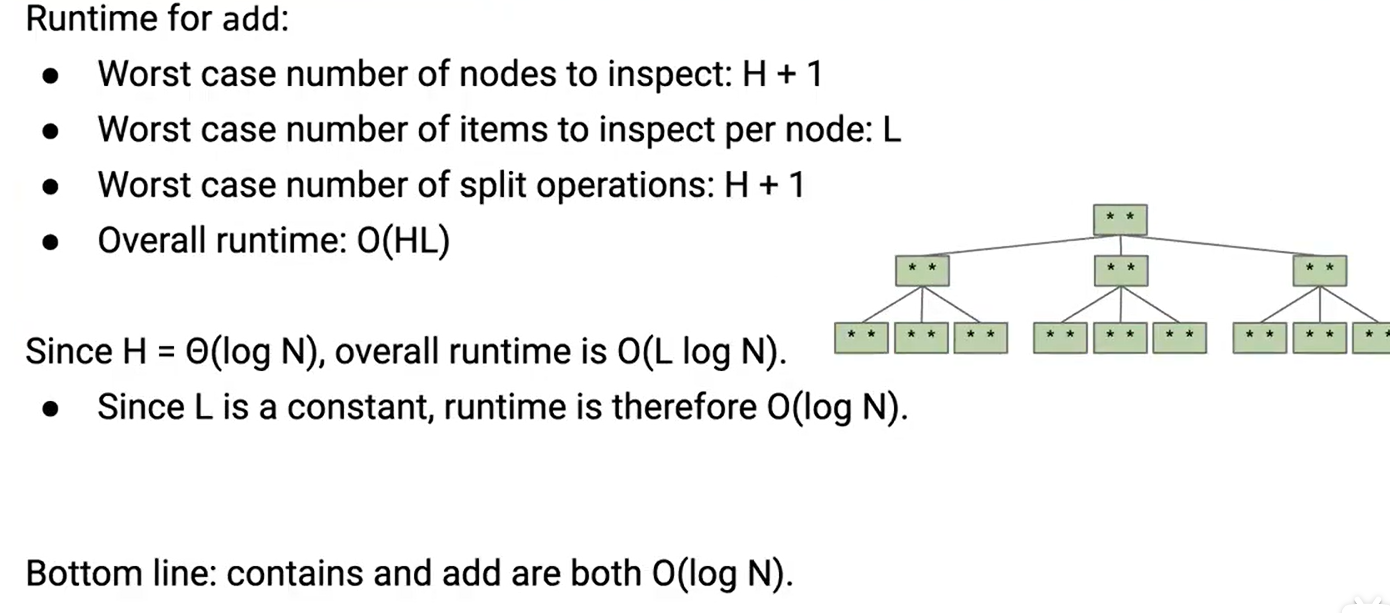 Runtime for add:
● Worst case number of nodes to inspect: H + 1
● Worst case number of items to inspect per node: L
● Worst case number of split operations: H + 1
● Overall runtime: O(HL)
* *
* * * * * *
* * * * * * * * * * * * * * * * *
Since H = Θ(log N), overall runtime is O(L log N).
● Since L is a constant, runtime is therefore O(log N).
Bottom line: contains and add are both O(log N).